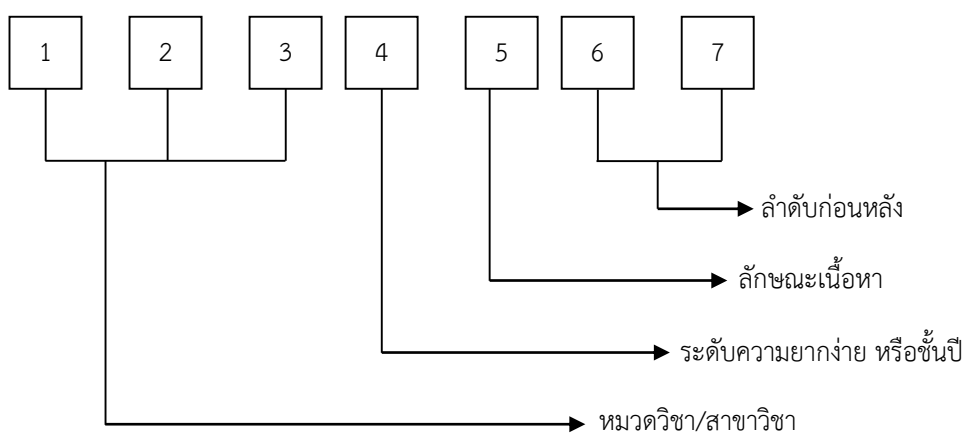 1 2 3 4 5 6 7
ลำดับก่อนหลัง
ลักษณะเนื้อหา
ระดับความยากง่าย หรือชั้นปี
หมวดวิชา/สาขาวิชา